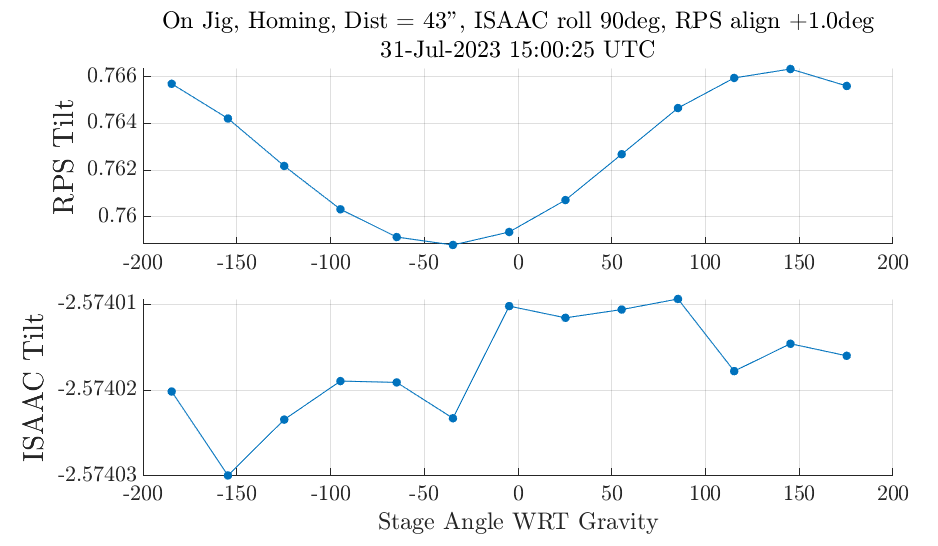 On Jig, Homing, Dist = 43”, ISAAC roll 90deg, RPS align +1.0deg
31-Jul-2023 15:00:25 UTC
RPS Tilt
0.766
0.764
0.762
0.76
-200 -150 -100 -50 0 50 100 150 200
ISAAC Tilt
-2.57401
-2.57402
-2.57403
-200 -150 -100 -50 0 50 100 150 200
Stage Angle WRT Gravity